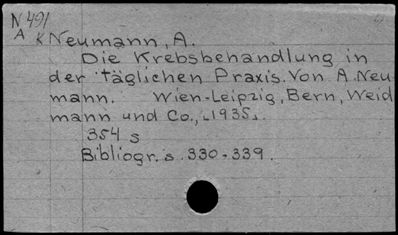 N 491
A K Neumann, A.
Die Krebsbehandlung in
der täglichen Praxis. Von A. Neu
mann. Wien-Leipzig, Bern, Weid
mann und Co., 1935.
354 s
Bibliogr. s. 330-339.